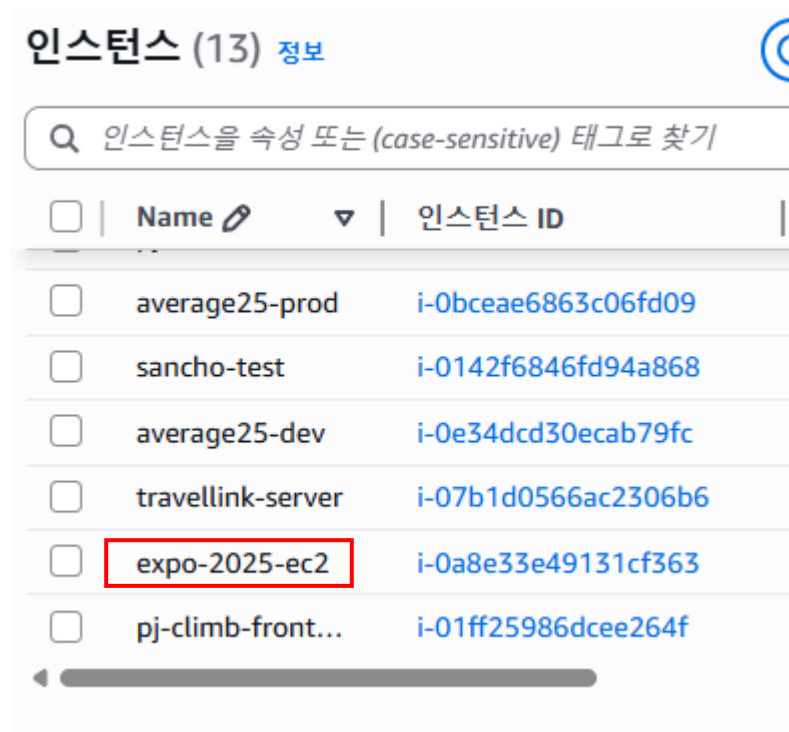 인스턴스 (13) 정보
인스턴스을 속성 또는 (case-sensitive) 태그로 찾기
Name 인스턴스 ID
average25-prod i-0bceae6863c06fd09
sancho-test i-0142f6846fd94a868
average25-dev i-0e34dcd30ecab79fc
travellink-server i-07b1d0566ac2306b6
expo-2025-ec2 i-0a8e33e49131cf363
pj-climb-front... i-01ff25986dcee264f